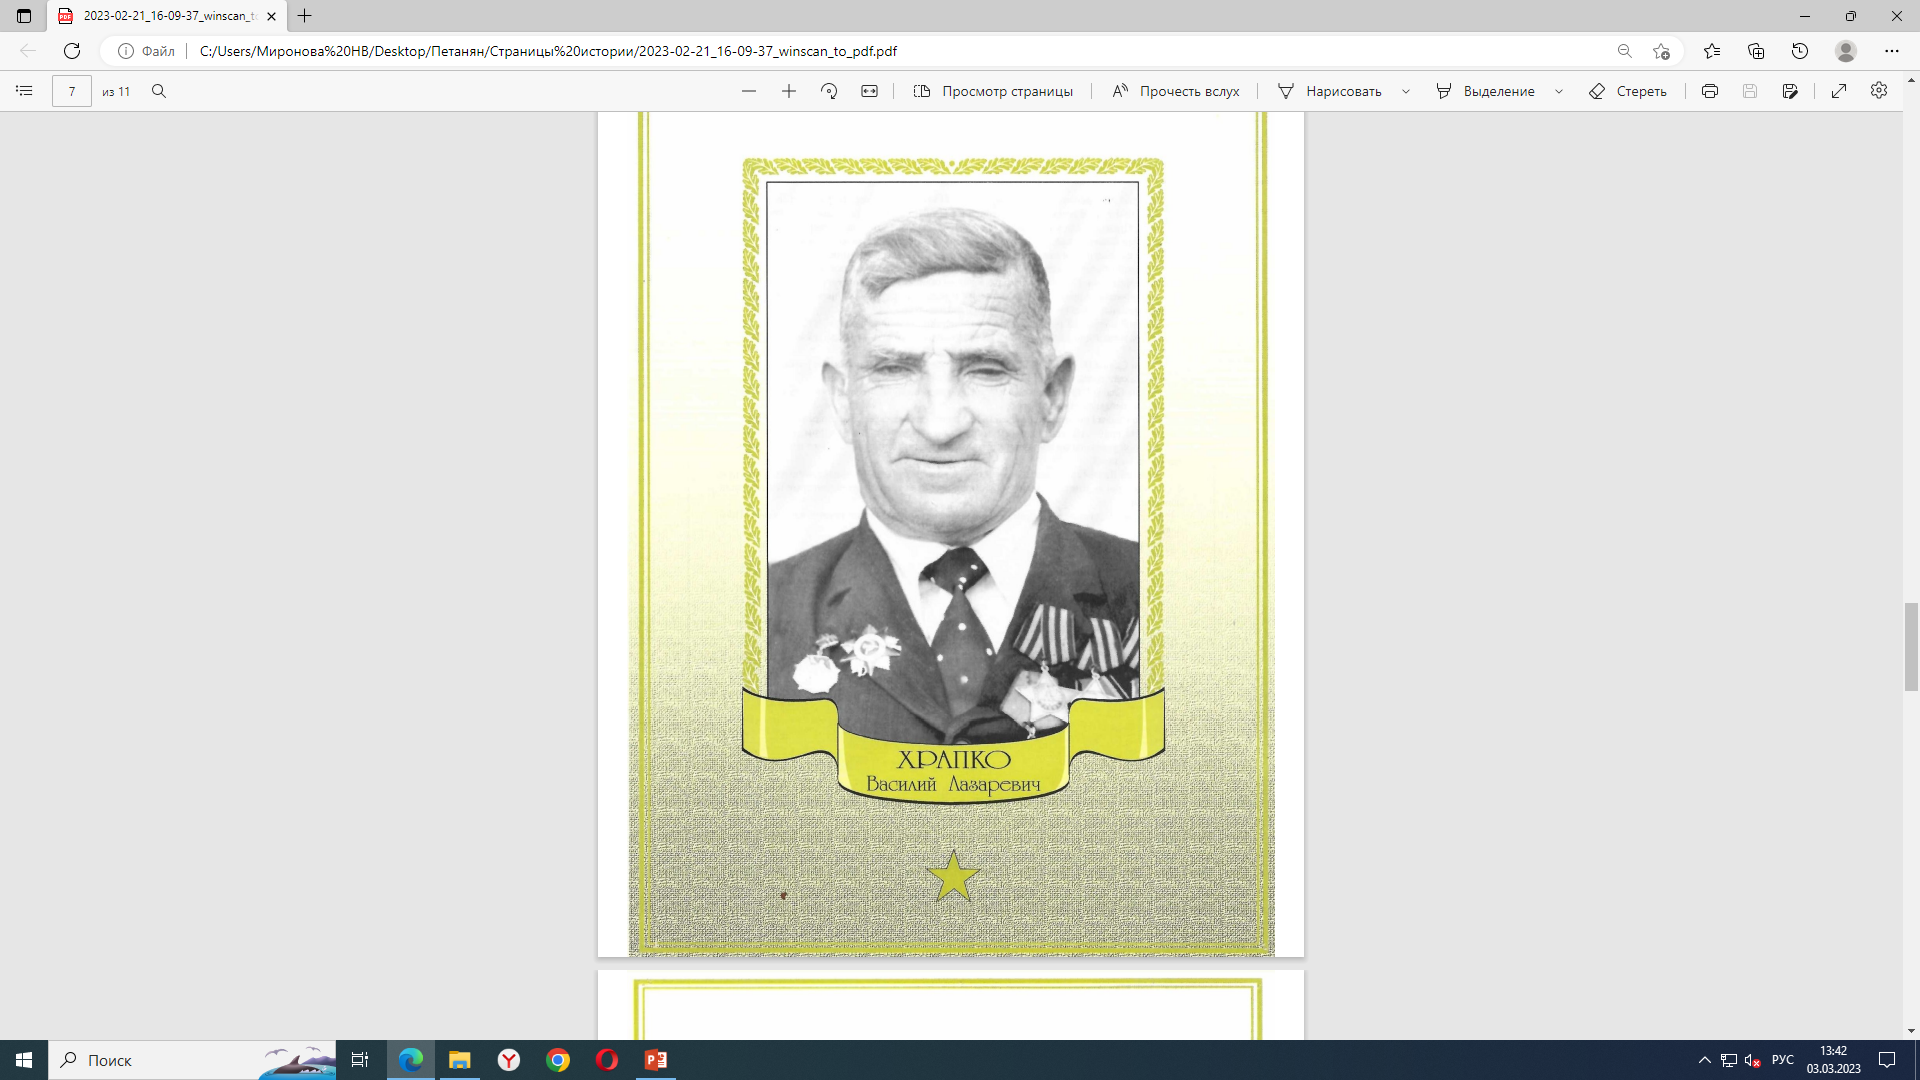 2023-02-21_16-09-37_winscan_to
Файл
C:/Users/Миронова%20НВ/Desktop/Петанян/Страницы%20истории/2023-02-21_16-09-37_winscan_to_pdf.pdf
7 из 11
Просмотр страницы
Прочесть вслух
Нарисовать
Выделение
Стереть
ХРАПКО
Василий Лазаревич
Поиск
РУС
13:42
03.03.2023